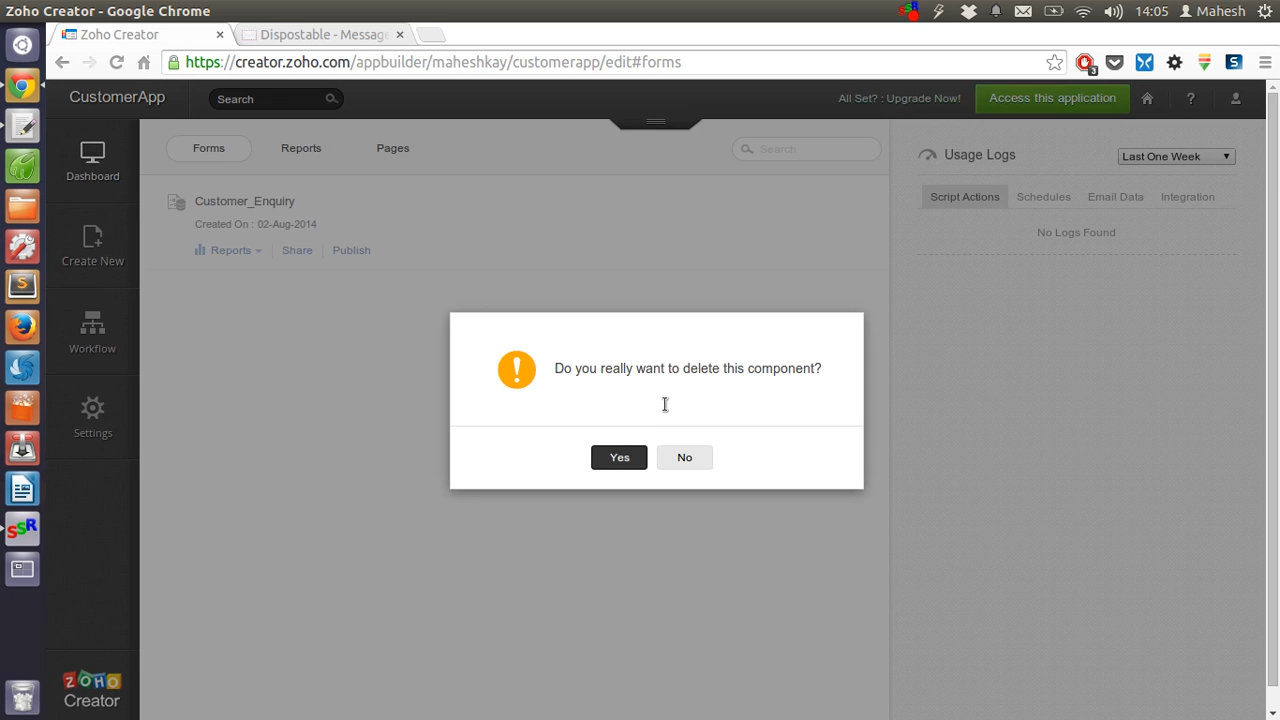 Zoho Creator - Google Chrome
14:05 Mahesh
Zoho Creator × Dispostable - Message ×
https://creator.zoho.com/appbuilder/maheshkay/customerapp/edit#forms
3
CustomerApp
Search
All Set? : Upgrade Now!
Access this application
?
Dashboard
Create New
Workflow
Settings
ZOHO
Creator
Forms Reports Pages
Search
Customer_Enquiry
Created On : 02-Aug-2014
Reports Share Publish
Usage Logs
Last One Week
Script Actions Schedules Email Data Integration
No Logs Found
Do you really want to delete this component?
Yes No
SSR